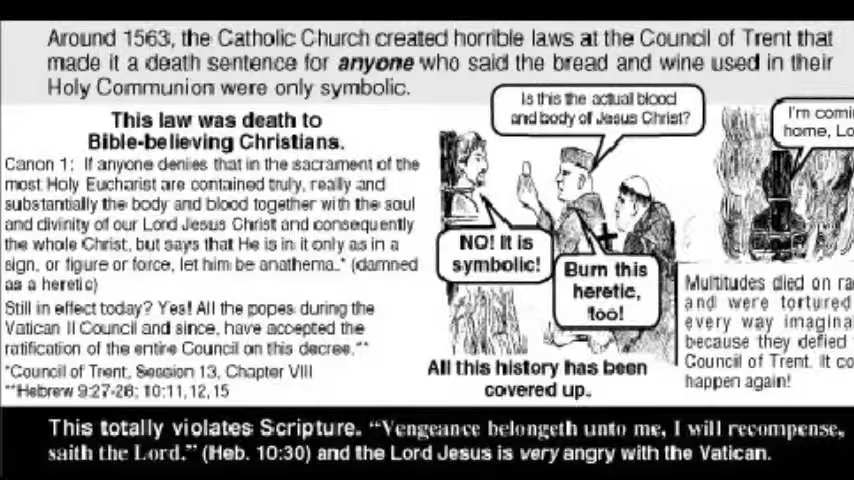 Around 1563, the Catholic Church created horrible laws at the Council of Trent that
made it a death sentence for anyone who said the bread and wine used in their
Holy Communion were only symbolic.
This law was death to
Bible-believing Christians.
Canon 1: If anyone denies that in the sacrament of the
most Holy Eucharist are contained truly, really and
substantially the body and blood together with the soul
and divinity of our Lord Jesus Christ and consequently
the whole Christ, but says that He is in it only as in a
sign, or figure or force, let him be anathema.* (damned
as a heretic)
Still in effect today? Yes! All the popes during the
Vatican II Council and since, have accepted the
ratification of the entire Council on this decree.**
*Council of Trent, Session 13, Chapter VIII
**Hebrew 9:27-28; 10:11,12,15
Is this the actual blood
and body of Jesus Christ?
NO! It is
symbolic!
Burn this
heretic,
too!
All this history has been
covered up.
I'm
home,
Multitudes died on
and were tortured
every way
because they defied
Council of Trent. It
happen again!
This totally violates Scripture. "Vengeance belongeth unto me, I will recompense,
saith the Lord." (Heb. 10:30) and the Lord Jesus is very angry with the Vatican.